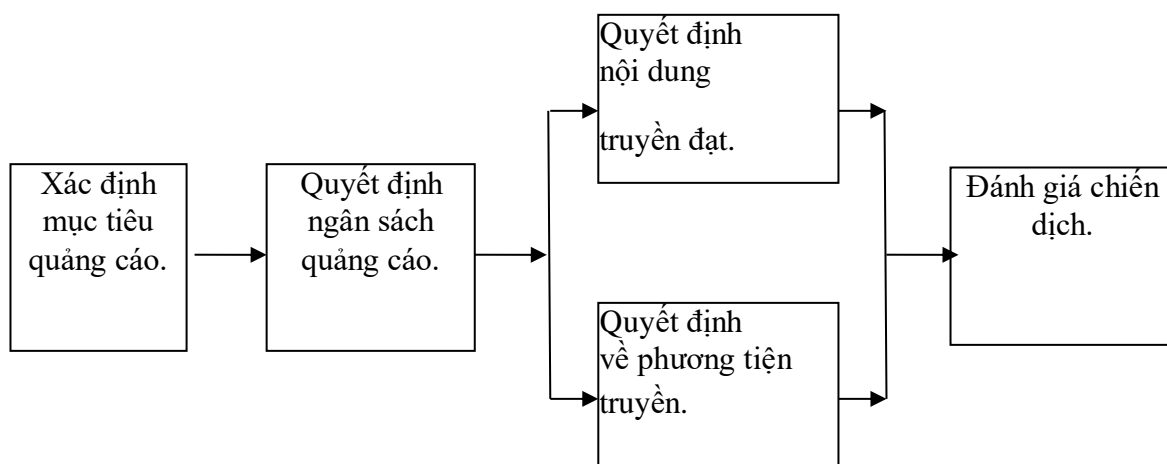 Xác định
mục tiêu
quảng cáo.
Quyết định
ngân sách
quảng cáo.
Quyết định
nội dung
truyền đạt.
Quyết định
về phương tiện
truyền.
Đánh giá chiến
dịch.